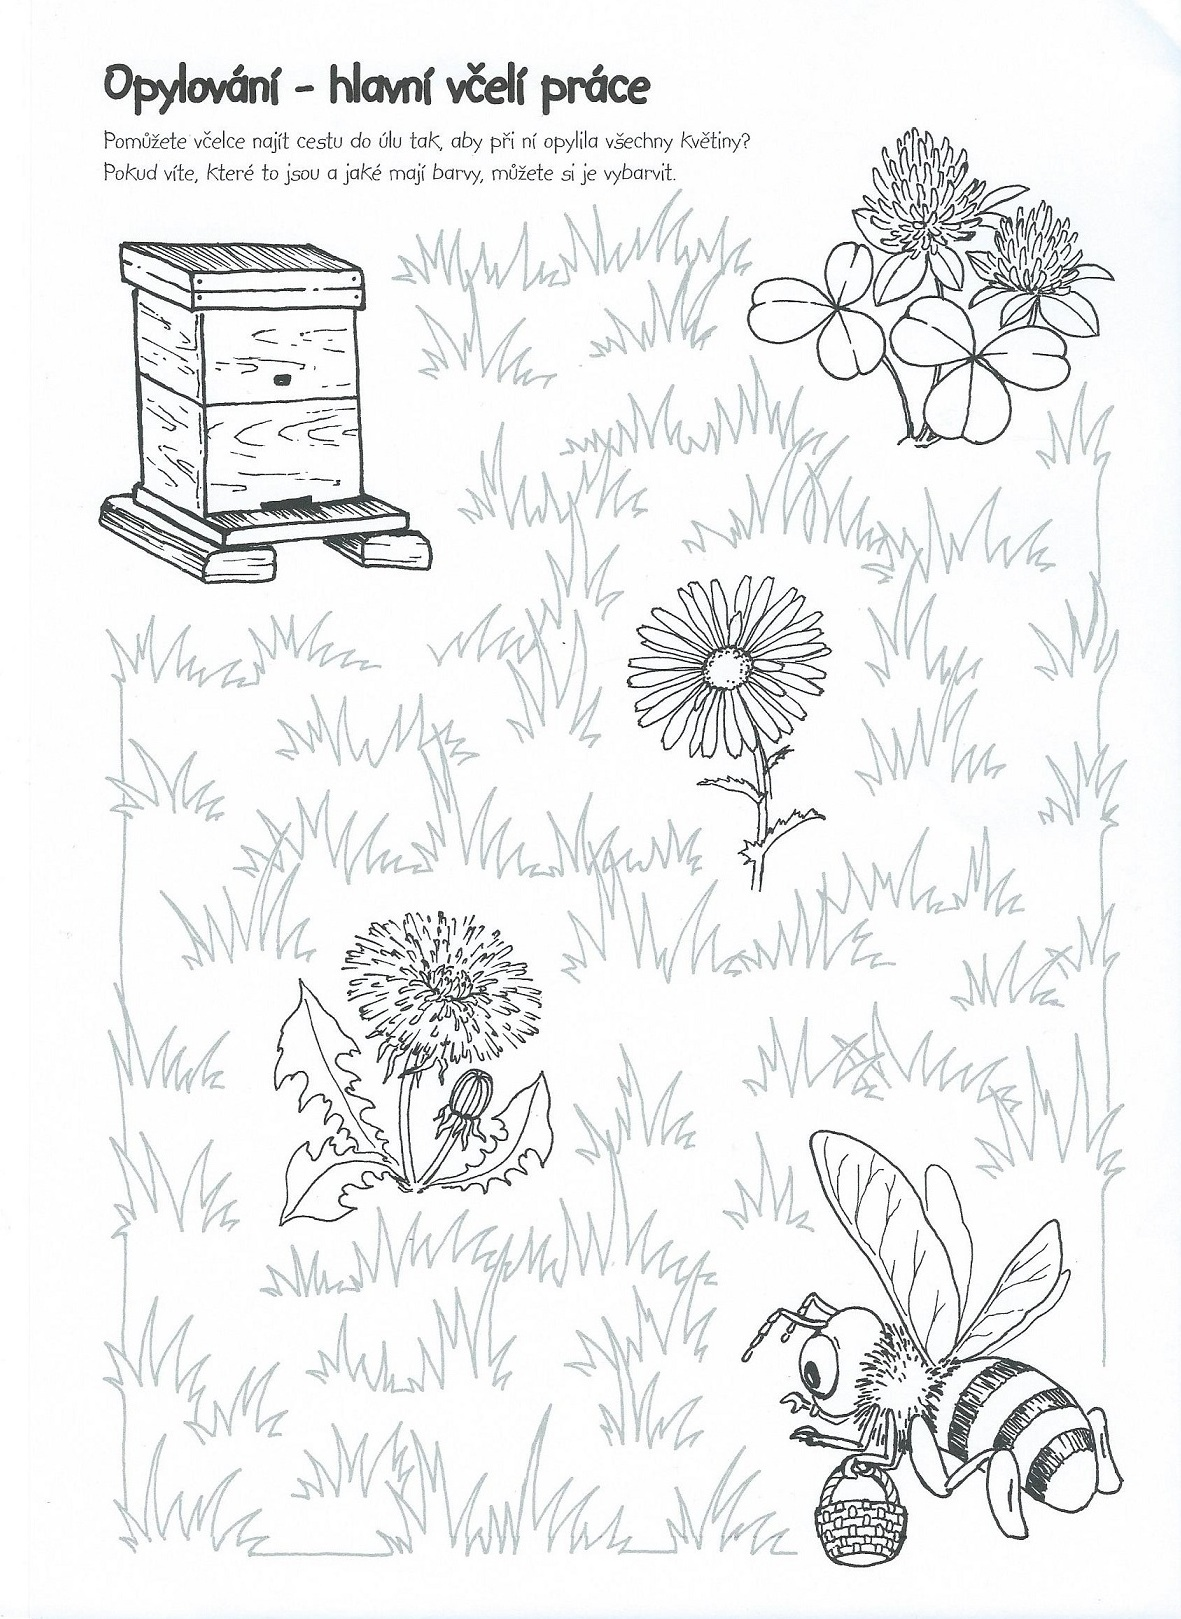 Opylování - hlavní včelí práce
Pomůžete včelce najít cestu do úlu tak, aby při ní opylila všechny květiny?
Pokud víte, které to jsou a jaké mají barvy, můžete si je vybarvit.